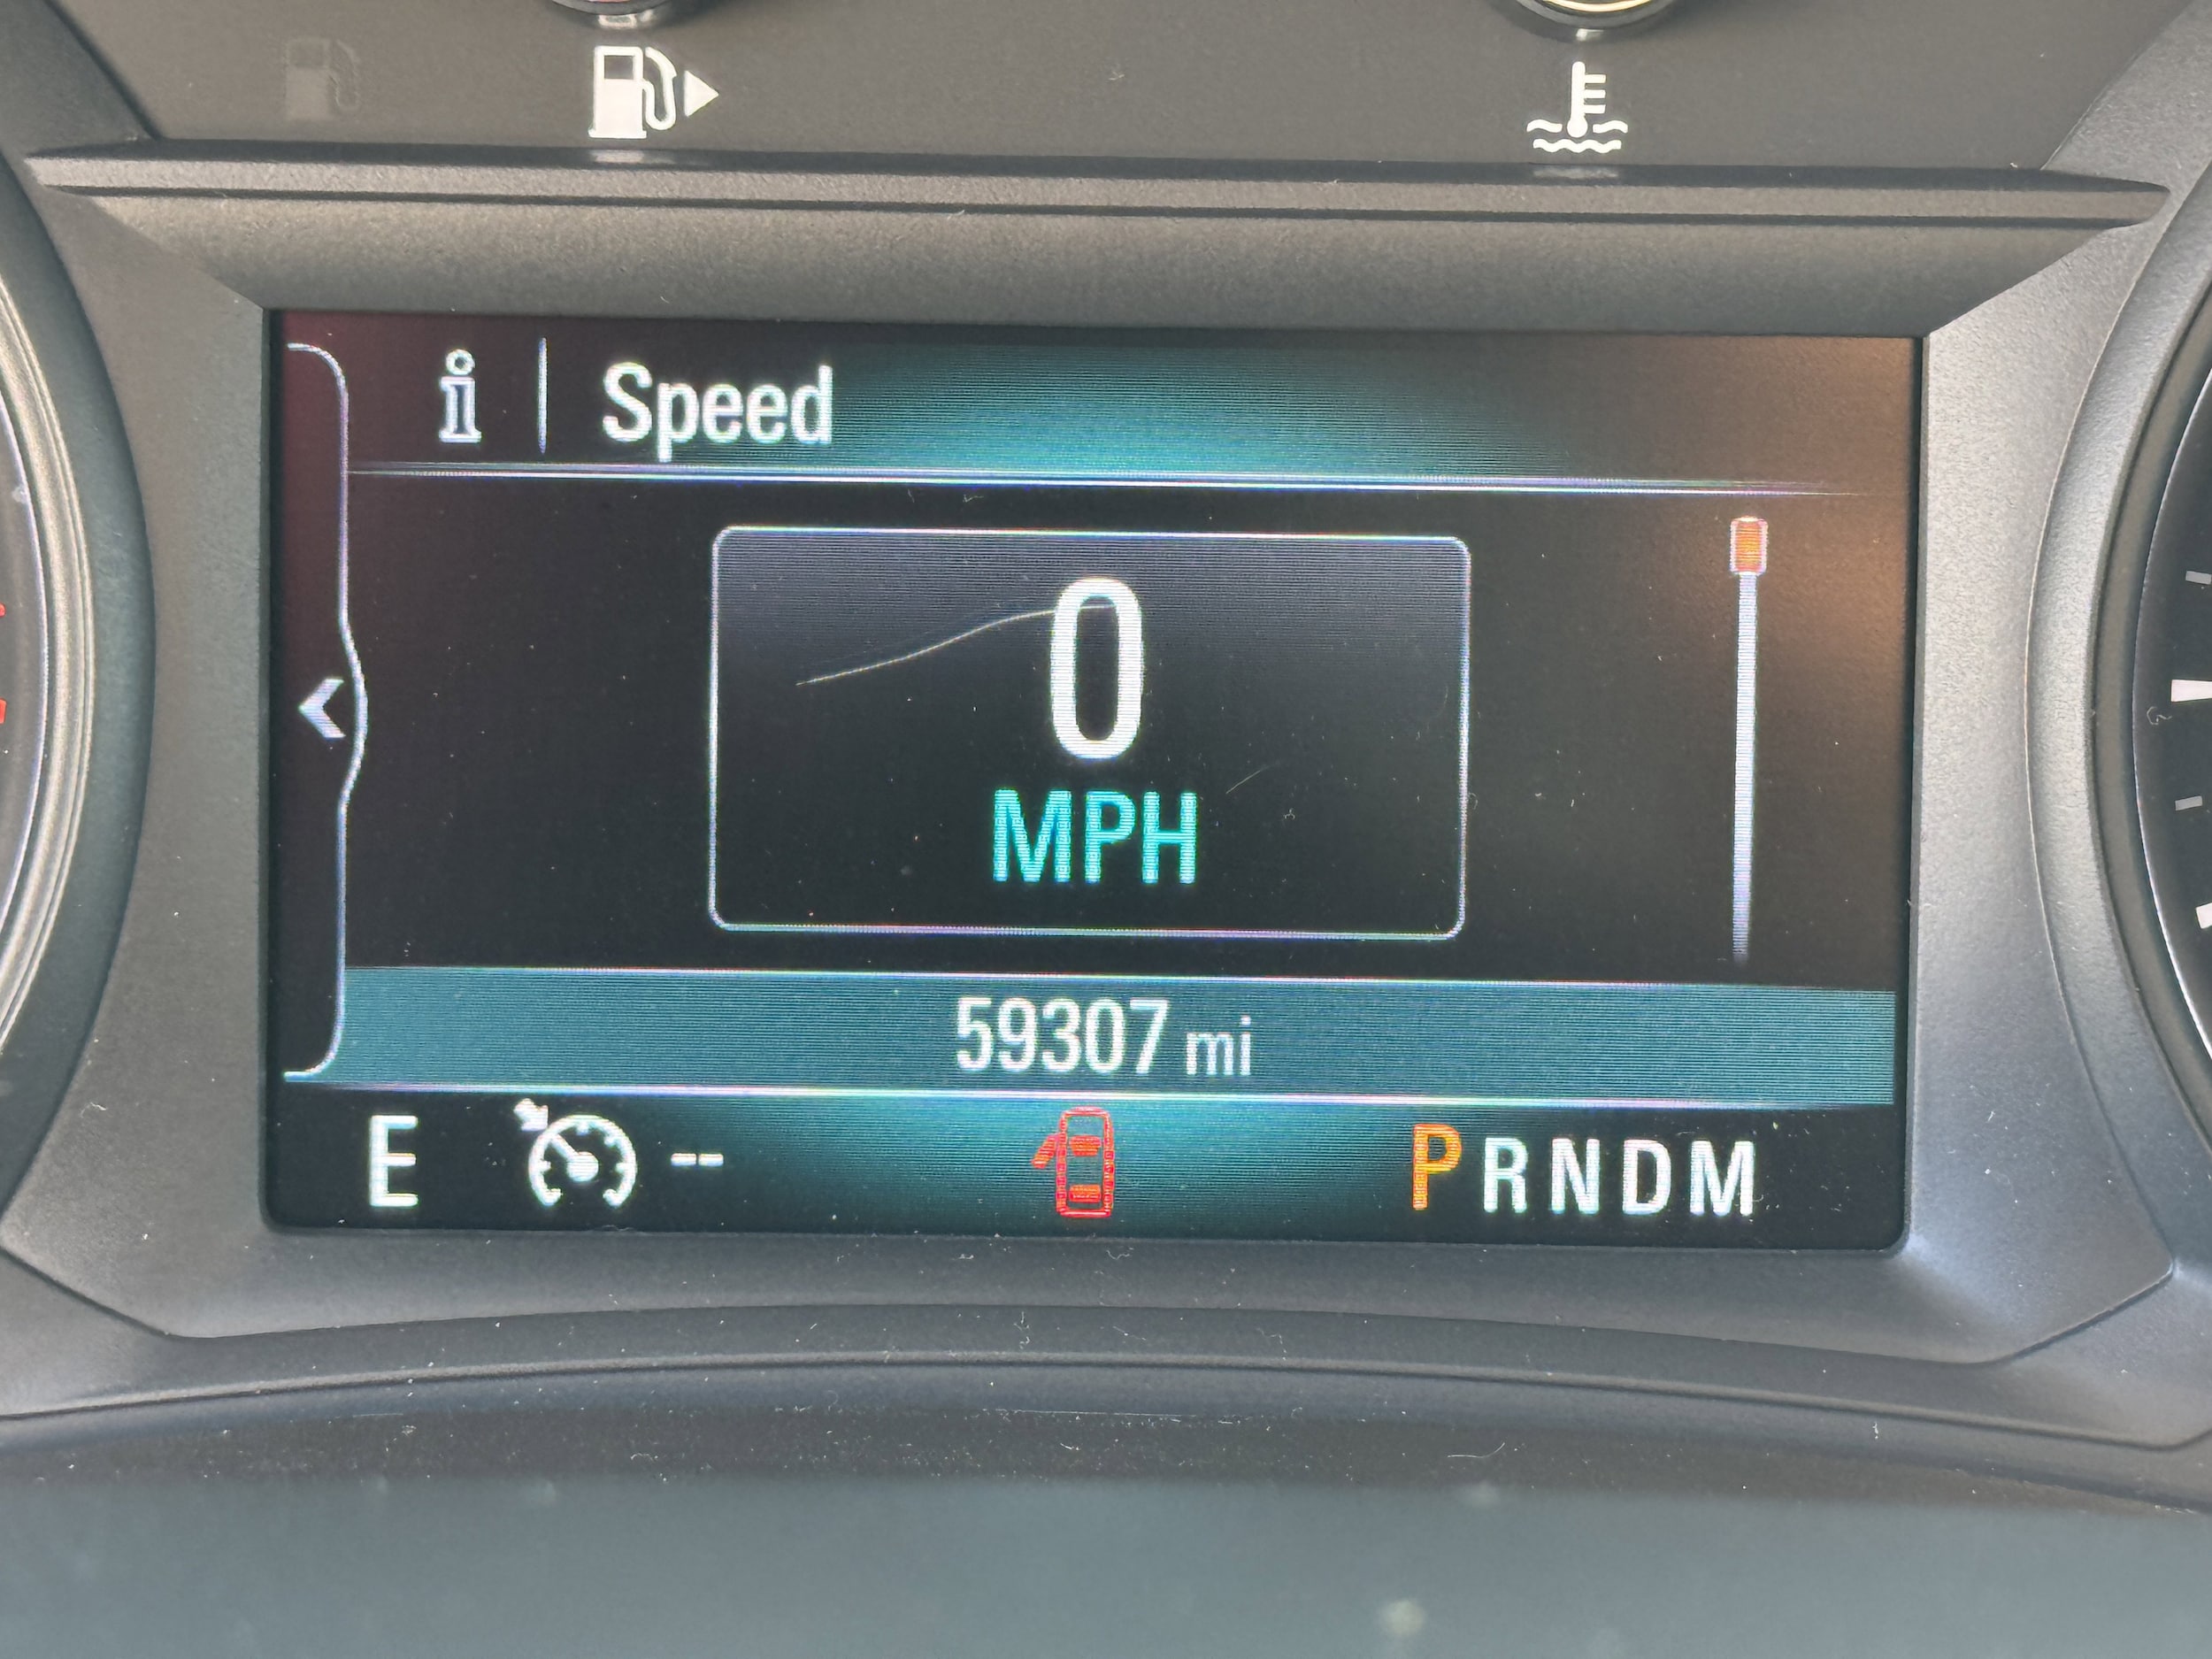 i Speed
0
MPH
59307 mi
E -- PRNDM